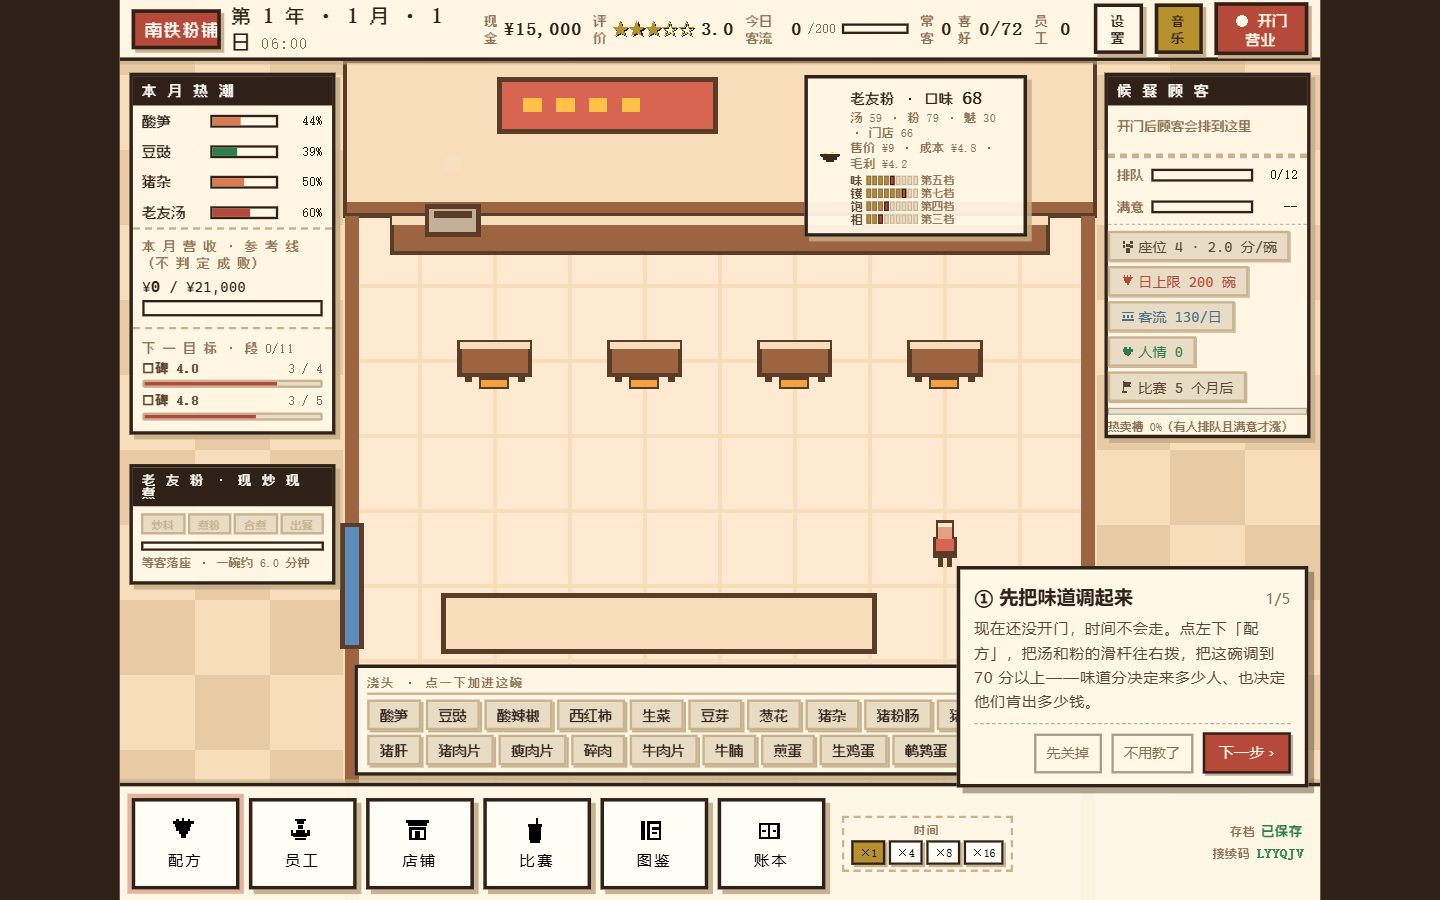 南铁粉铺
第 1 年 · 1 月 · 1
日 06:00
现金 ¥15,000
评价 3.0
今日客流 0 /200
常客 0
喜好 0/72
员工 0
设置
音乐
开门营业
本月热潮
酸笋 44%
豆豉 39%
猪杂 50%
老友汤 60%
本月营收 · 参考线
（不判定成败）
¥0 / ¥21,000
下一目标 · 段 0/11
口碑 4.0 3 / 4
口碑 4.8 3 / 5
老友粉 · 现炒现
煮
炒料 煮粉 合煮 出餐
等客落座 · 一碗约 6.0 分钟
老友粉 · 口味 68
汤 59 · 粉 79 · 魅 30
· 门店 66
售价 ¥9 · 成本 ¥4.8 ·
毛利 ¥4.2
味 第五档
镬 第七档
饱 第四档
相 第三档
候餐顾客
开门后顾客会排到这里
排队 0/12
满意 --
座位 4 · 2.0 分/碗
日上限 200 碗
客流 130/日
人情 0
比赛 5 个月后
热卖椿 0%（有人排队且满意才涨）
浇头 · 点一下加进这碗
酸笋 豆豉 酸辣椒 西红柿 生菜 豆芽 葱花 猪杂 猪粉肠 猪
猪肝 猪肉片 瘦肉片 碎肉 牛肉片 牛腩 煎蛋 生鸡蛋 鹌鹑蛋
① 先把味道调起来 1/5
现在还没开门，时间不会走。点左下「配
方」，把汤和粉的滑杆往右拨，把这碗调到
70 分以上——味道分决定来多少人、也决定
他们肯出多少钱。
先关掉 不用教了 下一步 ›
配方 员工 店铺 比赛 图鉴 账本
时间
×1 ×4 ×8 ×16
存档 已保存
接续码 LYYQJV